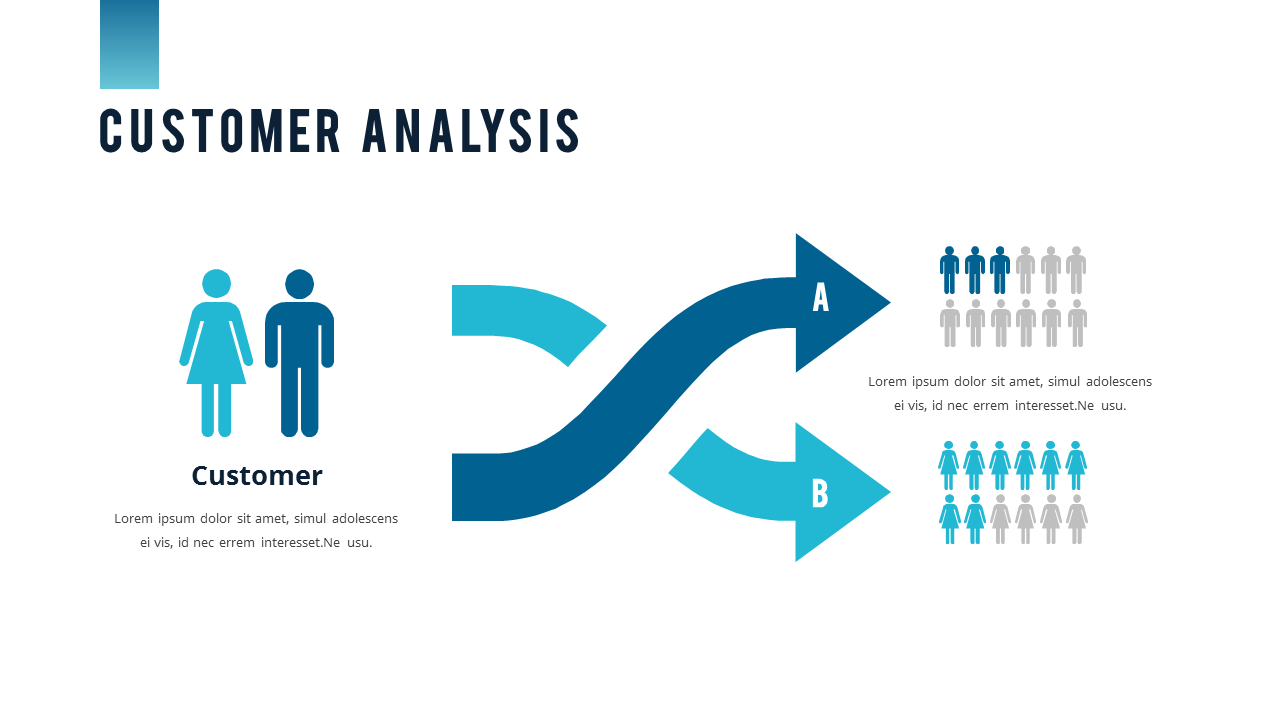 CUSTOMER ANALYSIS
A
Lorem ipsum dolor sit amet, simul adolescens
ei vis, id nec errem interesset.Ne usu.
B
Customer
Lorem ipsum dolor sit amet, simul adolescens
ei vis, id nec errem interesset.Ne usu.